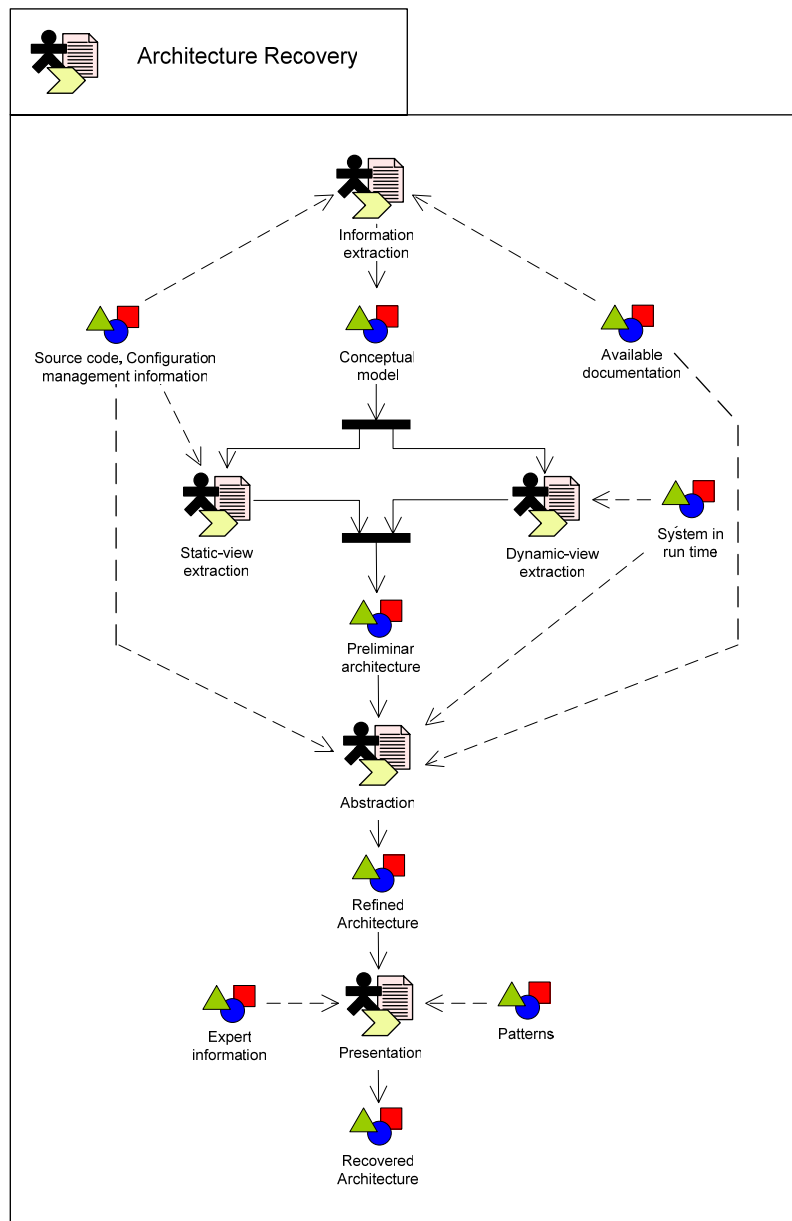 Architecture Recovery
Information
extraction
Source code, Configuration
management information
Conceptual
model
Available
documentation
Static-view
extraction
Dynamic-view
extraction
System in
run time
Preliminar
architecture
Abstraction
Refined
Architecture
Expert
information
Presentation
Patterns
Recovered
Architecture